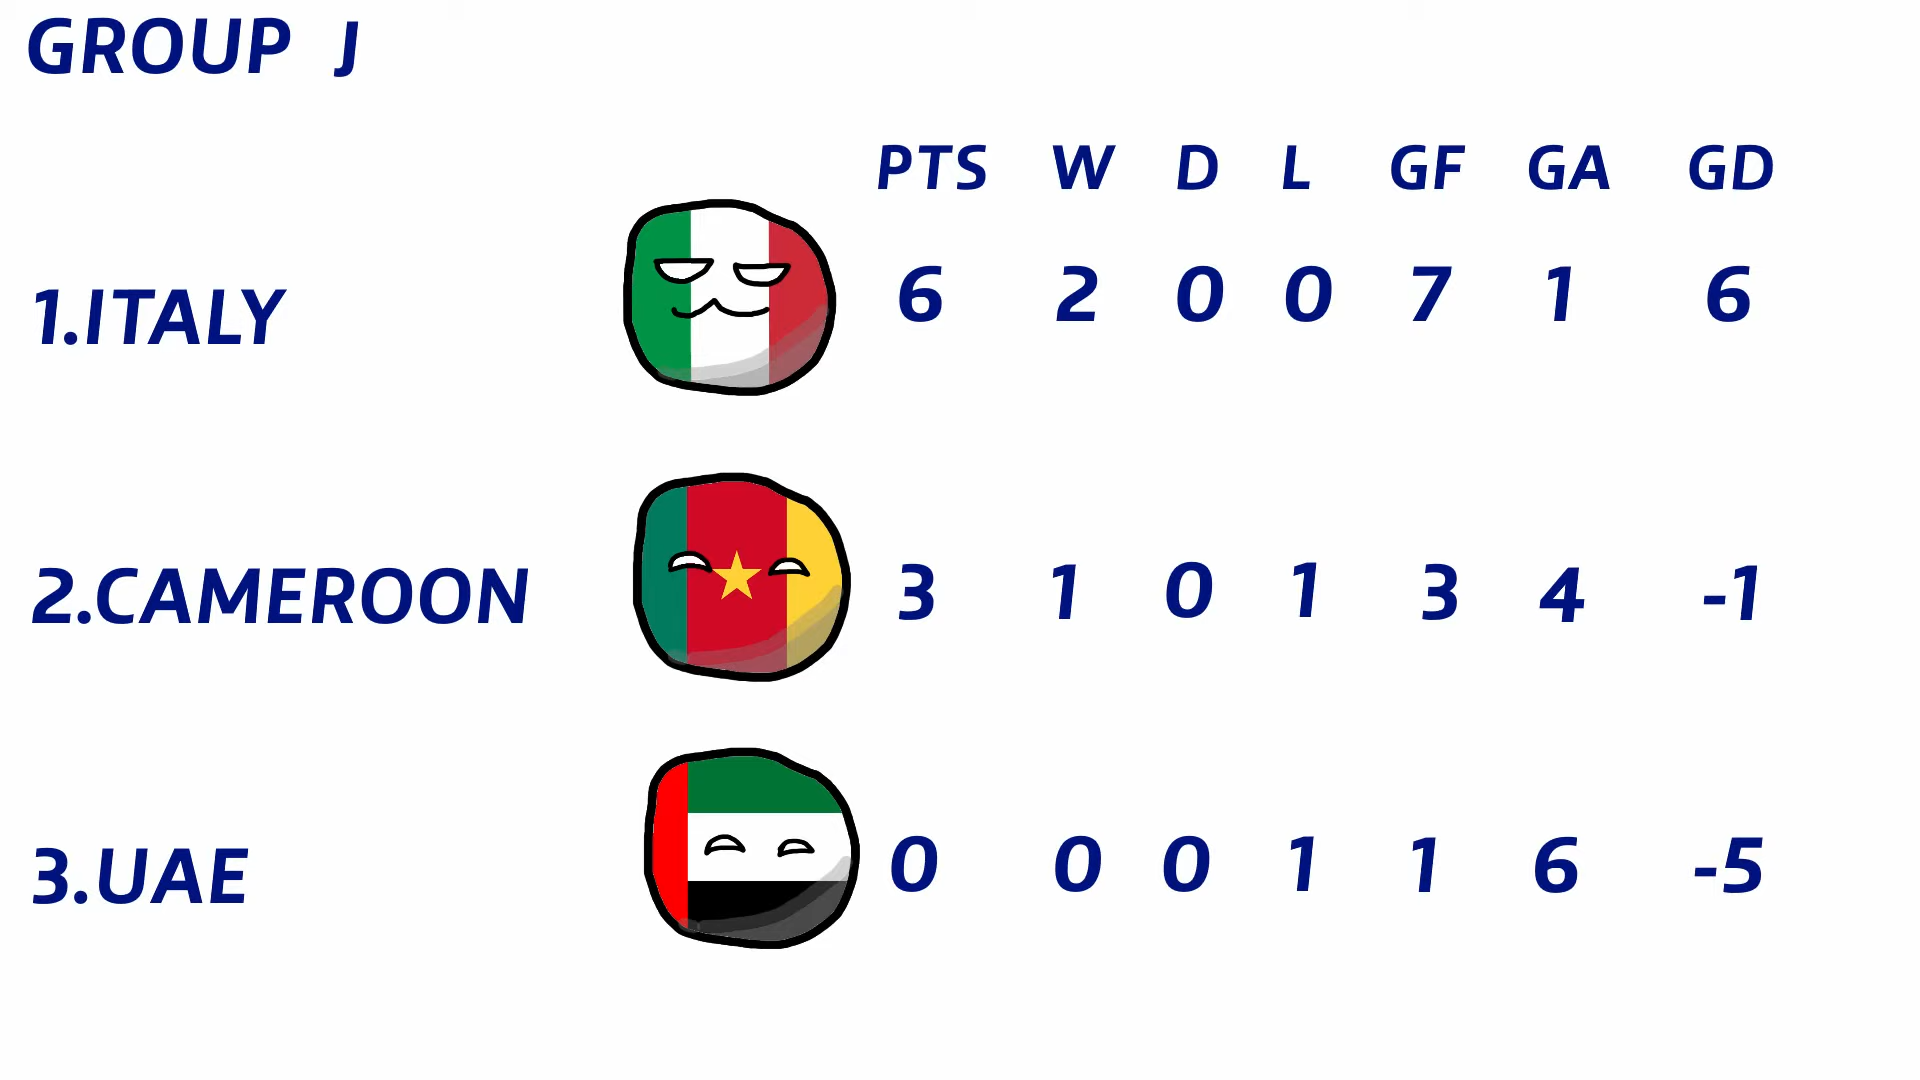 GROUP J
PTS W D L GF GA GD
1.ITALY 6 2 0 0 7 1 6
2.CAMEROON 3 1 0 1 3 4 -1
3.UAE 0 0 0 1 1 6 -5